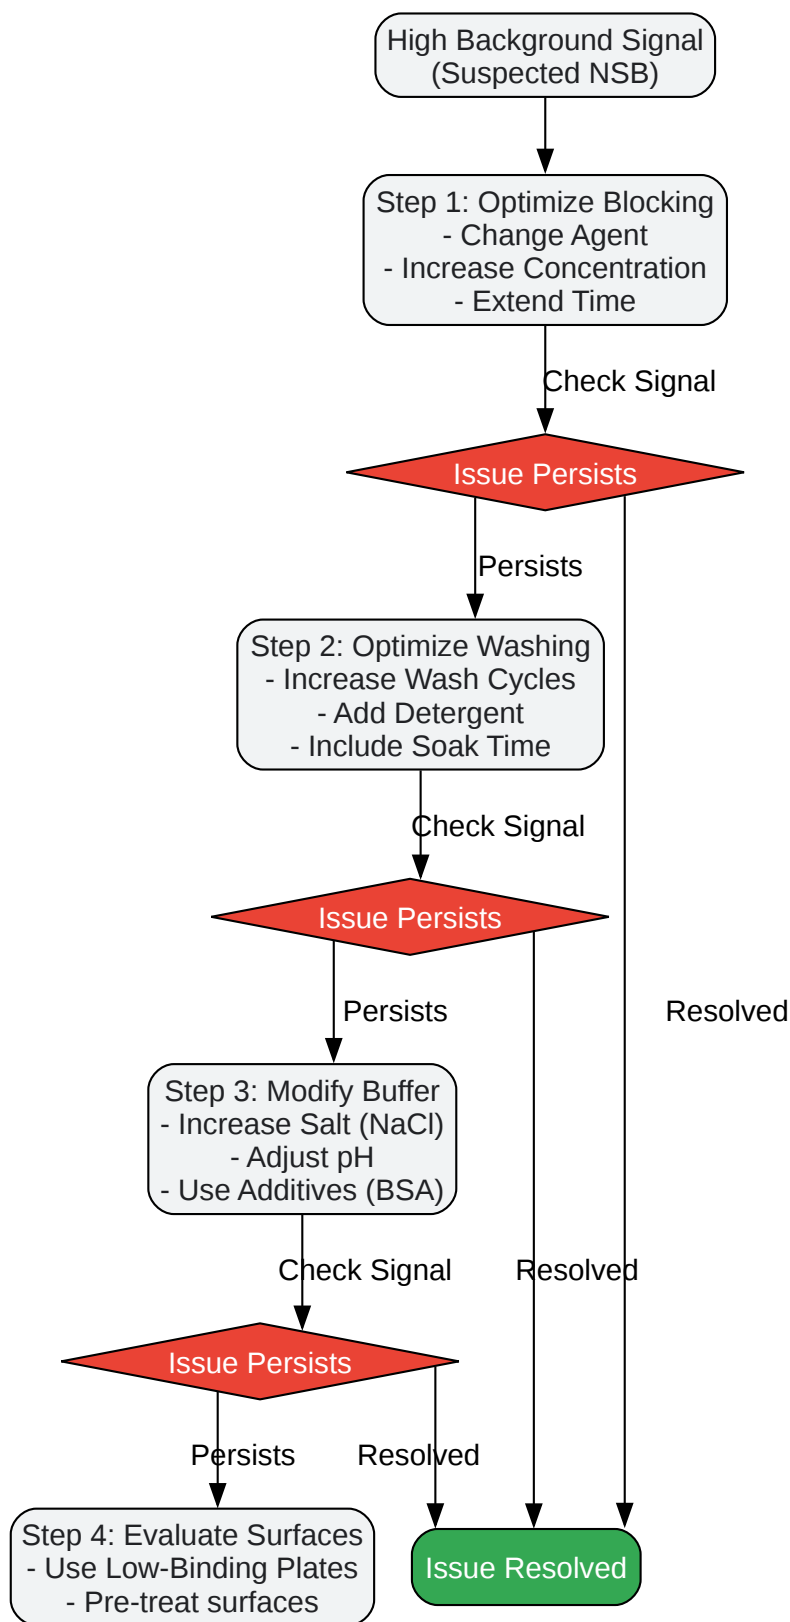 High Background Signal
(Suspected NSB)
Step 1: Optimize Blocking
- Change Agent
- Increase Concentration
- Extend Time
Check Signal
Issue Persists
Persists
Step 2: Optimize Washing
- Increase Wash Cycles
- Add Detergent
- Include Soak Time
Check Signal
Issue Persists
Persists
Resolved
Step 3: Modify Buffer
- Increase Salt (NaCl)
- Adjust pH
- Use Additives (BSA)
Check Signal
Resolved
Issue Persists
Persists
Resolved
Step 4: Evaluate Surfaces
- Use Low-Binding Plates
- Pre-treat surfaces
Issue Resolved